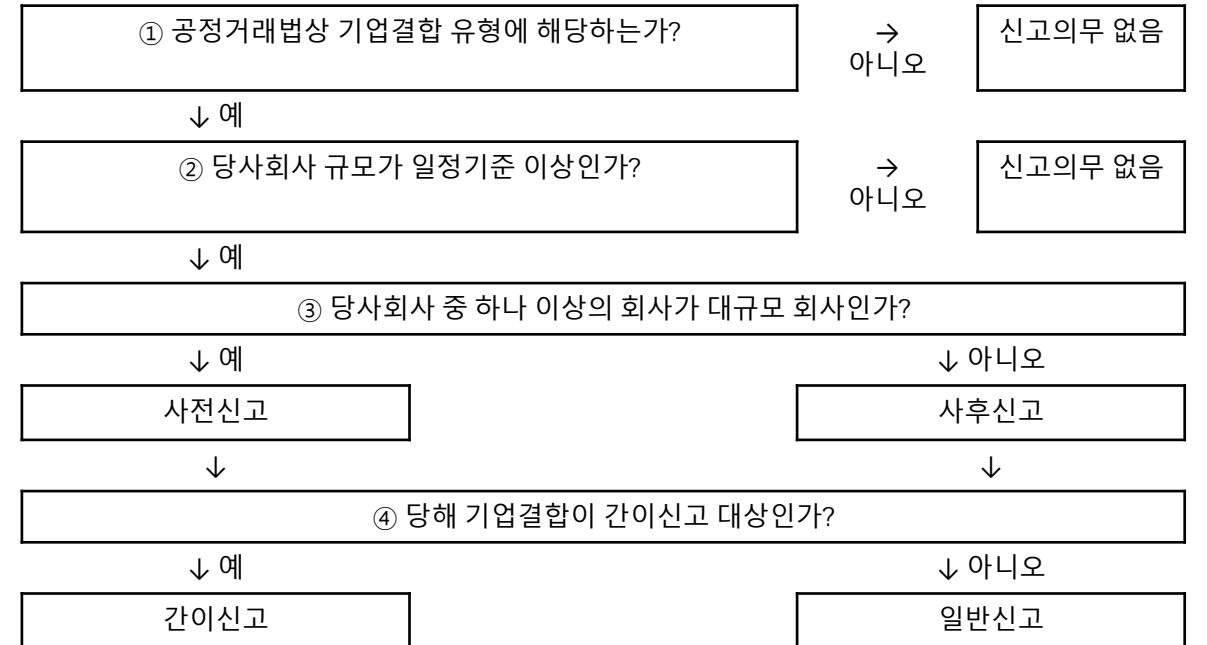 ① 공정거래법상 기업결합 유형에 해당하는가?
→
아니오
신고의무 없음
↓ 예
② 당사회사 규모가 일정기준 이상인가?
→
아니오
신고의무 없음
↓ 예
③ 당사회사 중 하나 이상의 회사가 대규모 회사인가?
↓ 예
↓ 아니오
사전신고
사후신고
↓
↓
④ 당해 기업결합이 간이신고 대상인가?
↓ 예
↓ 아니오
간이신고
일반신고